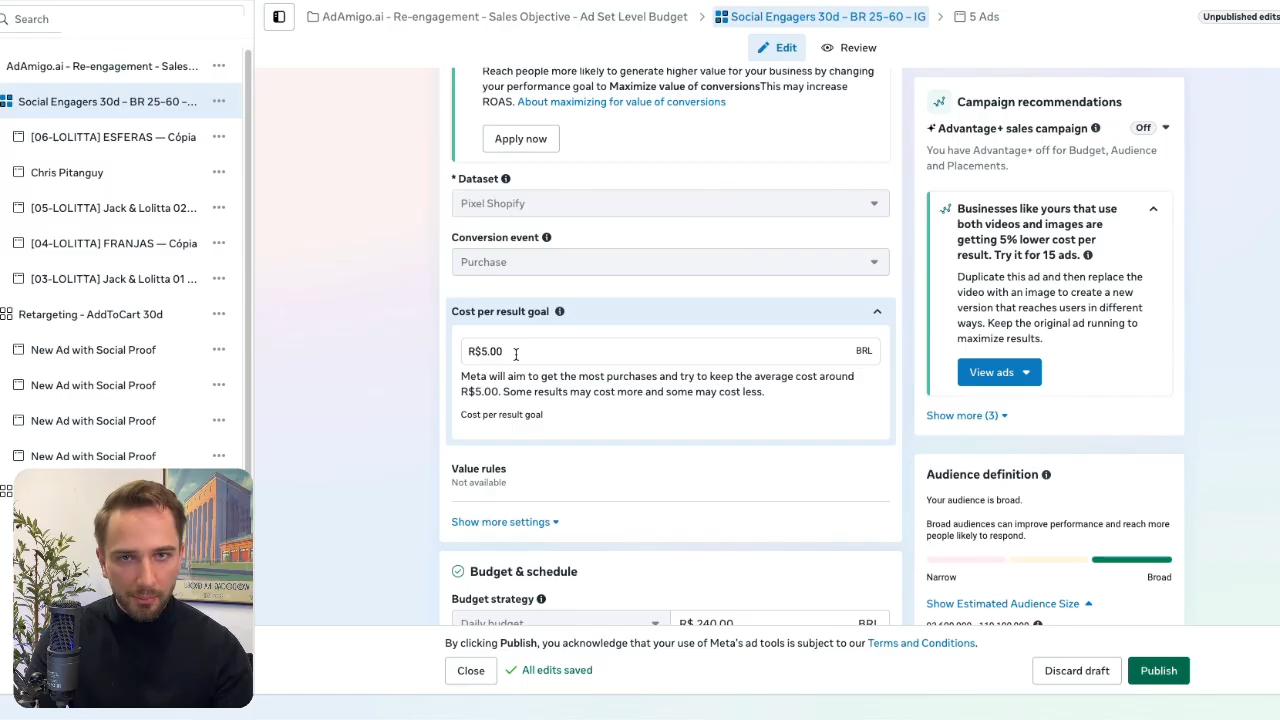 Search
AdAmigo.ai - Re-engagement - Sales Objective - Ad Set Level Budget
Social Engagers 30d – BR 25-60 – IG
5 Ads
Unpublished edits
Edit
Review
AdAmigo.ai - Re-engagement - Sales...
Social Engagers 30d – BR 25-60 –...
[06-LOLITTA] ESFERAS — Cópia
Chris Pitanguy
[05-LOLITTA] Jack & Lolitta 02...
[04-LOLITTA] FRANJAS — Cópia
[03-LOLITTA] Jack & Lolitta 01 ...
Retargeting - AddToCart 30d
New Ad with Social Proof
New Ad with Social Proof
New Ad with Social Proof
New Ad with Social Proof
Reach people more likely to generate higher value for your business by changing
your performance goal to Maximize value of conversionsThis may increase
ROAS. About maximizing for value of conversions
Apply now
* Dataset
Pixel Shopify
Conversion event
Purchase
Cost per result goal
R$5.00
BRL
Meta will aim to get the most purchases and try to keep the average cost around
R$5.00. Some results may cost more and some may cost less.
Cost per result goal
Value rules
Not available
Show more settings
Budget & schedule
Budget strategy
Daily budget
R$ 240.00
BRL
Campaign recommendations
Advantage+ sales campaign
Off
You have Advantage+ off for Budget, Audience
and Placements.
Businesses like yours that use
both videos and images are
getting 5% lower cost per
result. Try it for 15 ads.
Duplicate this ad and then replace the
video with an image to create a new
version that reaches users in different
ways. Keep the original ad running to
maximize results.
View ads
Show more (3)
Audience definition
Your audience is broad.
Broad audiences can improve performance and reach more
people likely to respond.
Narrow
Broad
Show Estimated Audience Size
By clicking Publish, you acknowledge that your use of Meta's ad tools is subject to our Terms and Conditions.
Close
All edits saved
Discard draft
Publish